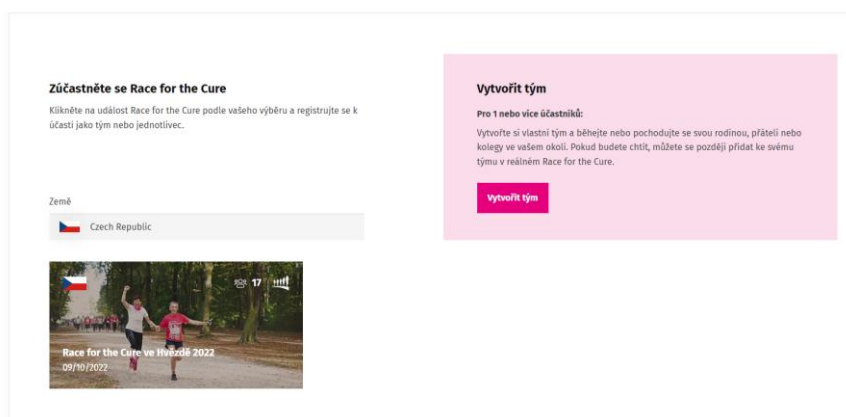 Zúčastněte se Race for the Cure
Klikněte na událost Race for the Cure podle vašeho výběru a registrujte se k
účasti jako tým nebo jednotlivec.
Země
Czech Republic
17
Race for the Cure ve Hvězdě 2022
09/10/2022
Vytvořit tým
Pro 1 nebo více účastníků:
Vytvořte si vlastní tým a běhejte nebo pochodujte se svou rodinou, přáteli nebo
kolegy ve vašem okolí. Pokud budete chtít, můžete se později přidat ke svému
týmu v reálném Race for the Cure.
Vytvořit tým